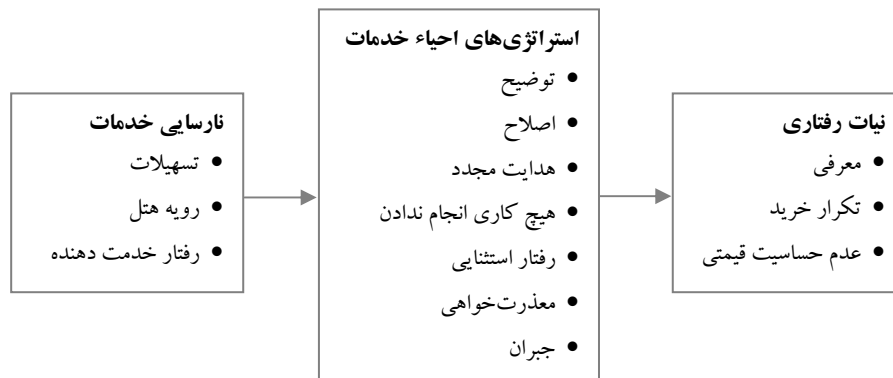 نارسایی خدمات
• تسهیلات
• رویه هتل
• رفتار خدمت دهنده
استراتژی‌های احیاء خدمات
• توضیح
• اصلاح
• هدایت مجدد
• هیچ کاری انجام ندادن
• رفتار استثنایی
• معذرت‌خواهی
• جبران
نیات رفتاری
• معرفی
• تکرار خرید
• عدم حساسیت قیمتی